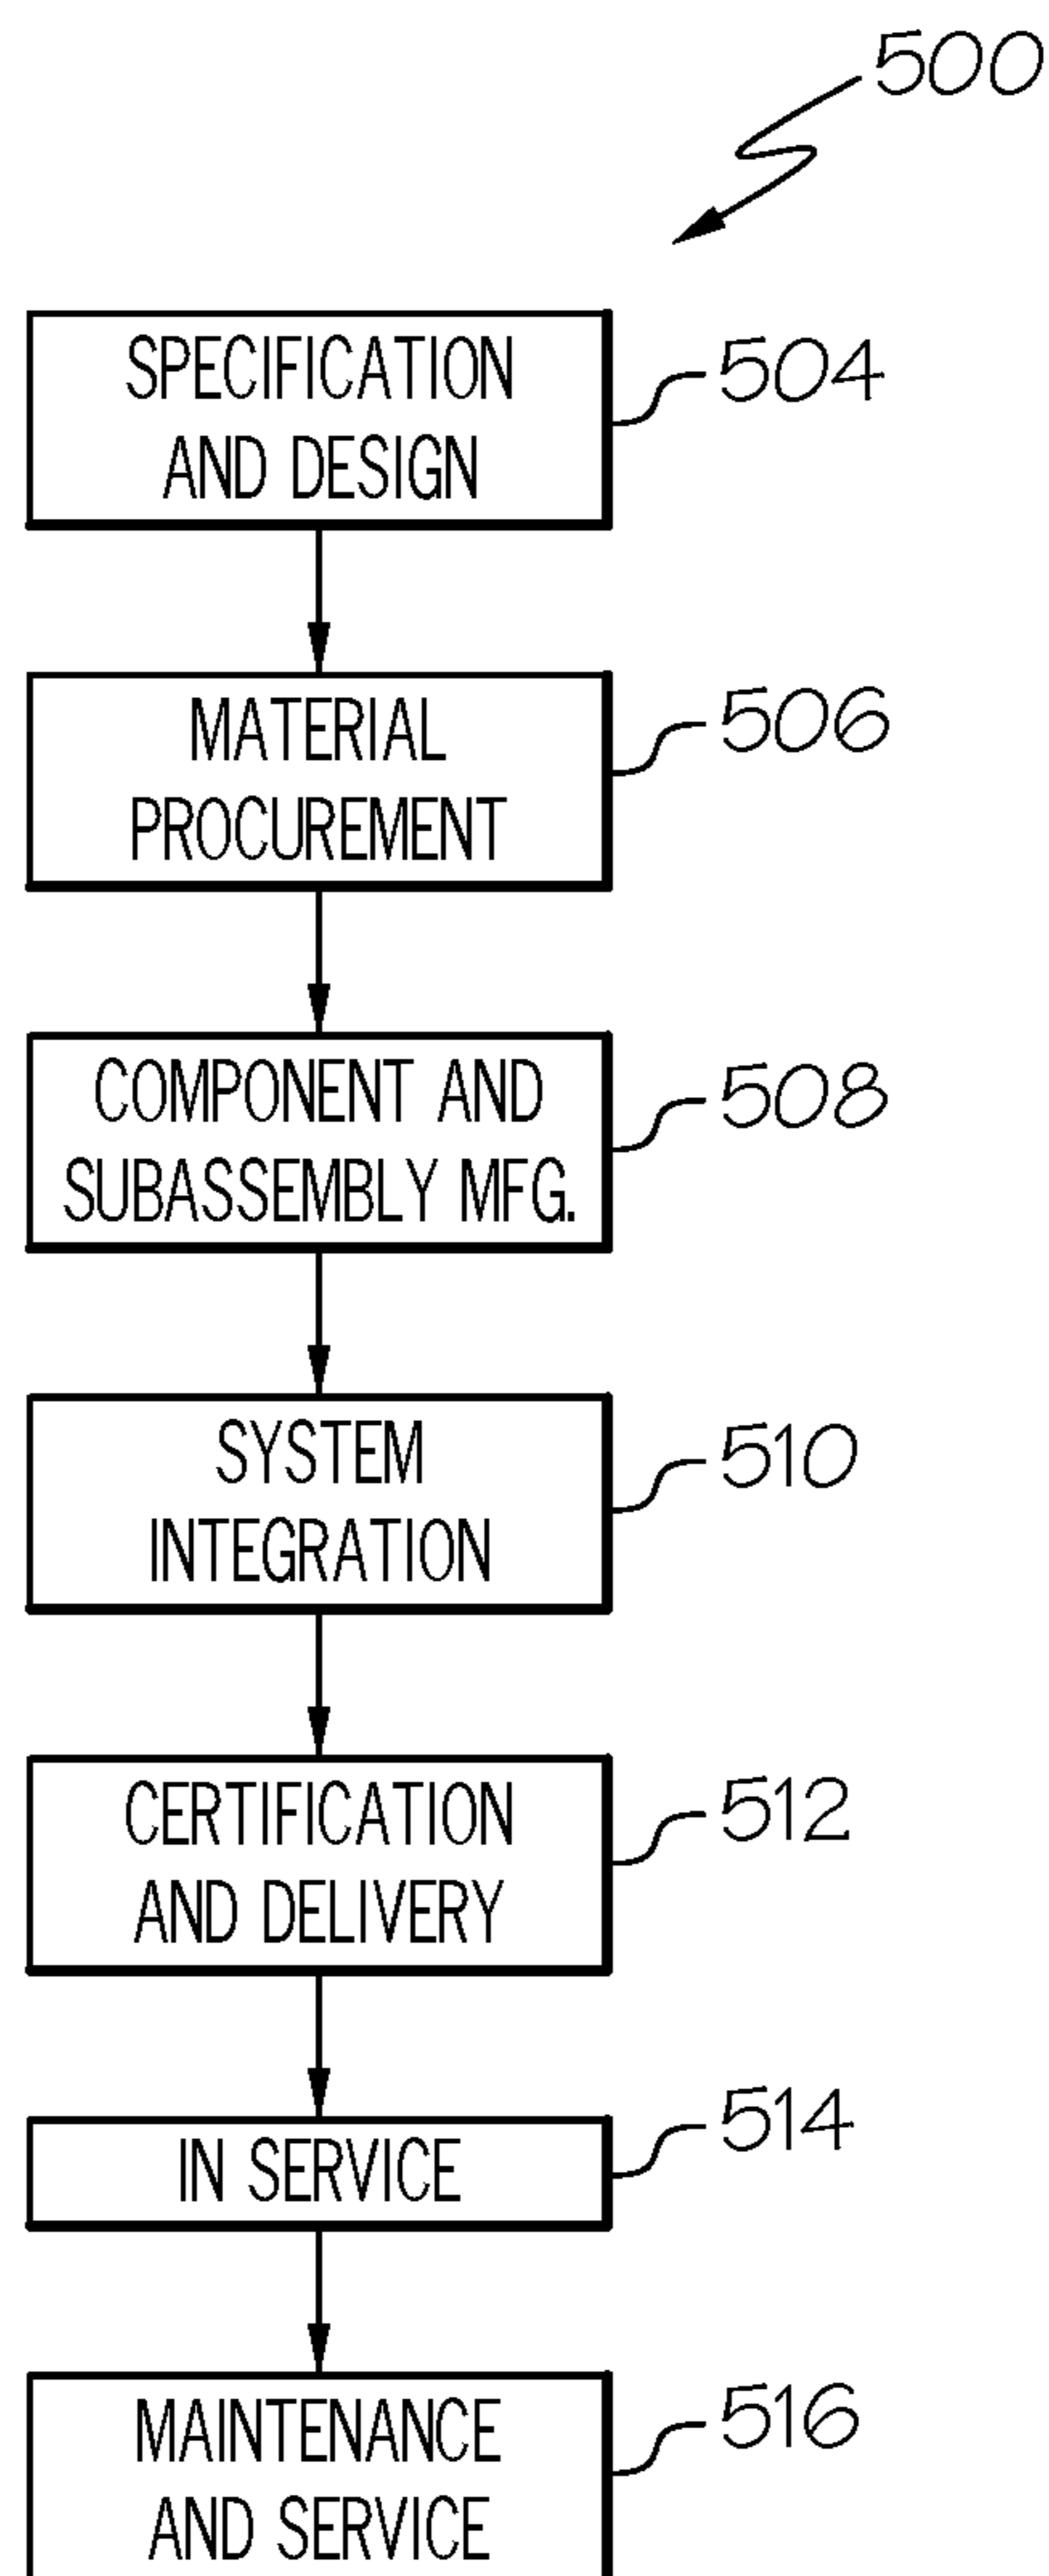 500
SPECIFICATION
AND DESIGN
504
MATERIAL
PROCUREMENT
506
COMPONENT AND
SUBASSEMBLY MFG.
508
SYSTEM
INTEGRATION
510
CERTIFICATION
AND DELIVERY
512
IN SERVICE
514
MAINTENANCE
AND SERVICE
516